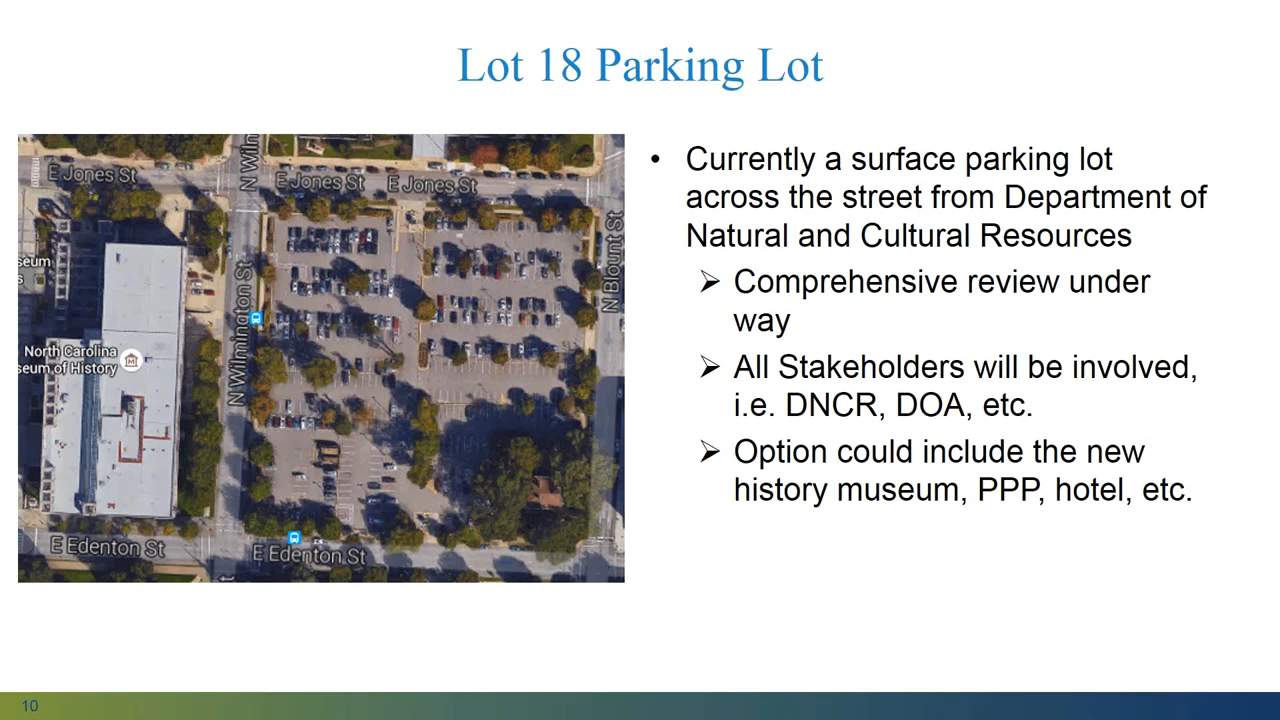 Lot 18 Parking Lot
E Jones St
N Wiln
E Jones St
E Jones St
seum
s
N Wilmington St
N Blount St
North Carolina
seum of History
E Edenton St
E Edenton St
• Currently a surface parking lot
across the street from Department of
Natural and Cultural Resources
➢ Comprehensive review under
way
➢ All Stakeholders will be involved,
i.e. DNCR, DOA, etc.
➢ Option could include the new
history museum, PPP, hotel, etc.
10